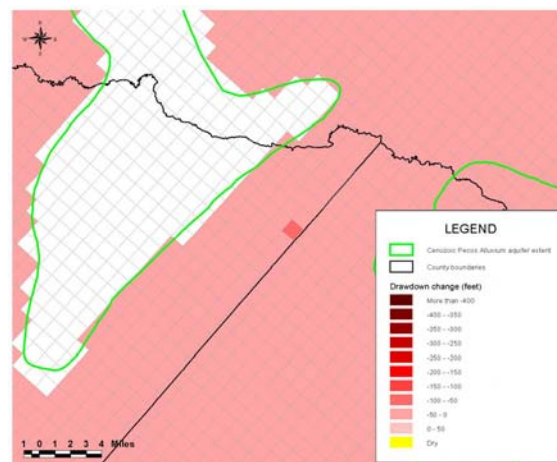 N
W E
S
LEGEND
Cenozoic Pecos Alluvium aquifer extent
County boundaries
Drawdown change (feet)
More than -400
-400 - -350
-350 - -300
-300 - -250
-250 - -200
-200 - -150
-150 - -100
-100 - -50
-50 - 0
0 - 50
Dry
1 0 1 2 3 4 Miles